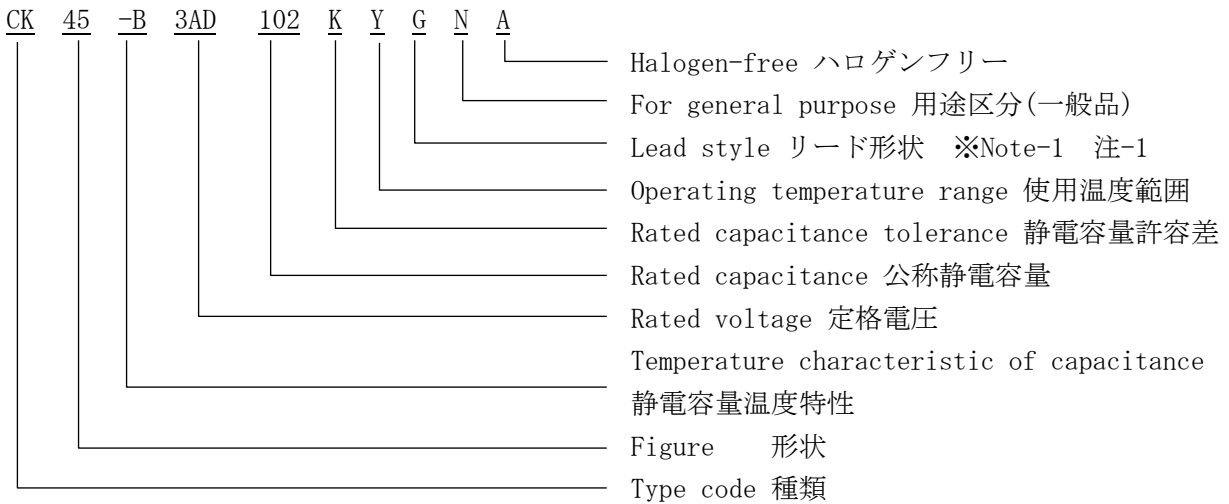 CK 45 -B 3AD 102 K Y G N A
Halogen-free ハロゲンフリー
For general purpose 用途区分(一般品)
Lead style リード形状 ※Note-1 注-1
Operating temperature range 使用温度範囲
Rated capacitance tolerance 静電容量許容差
Rated capacitance 公称静電容量
Rated voltage 定格電圧
Temperature characteristic of capacitance
静電容量温度特性
Figure 形状
Type code 種類